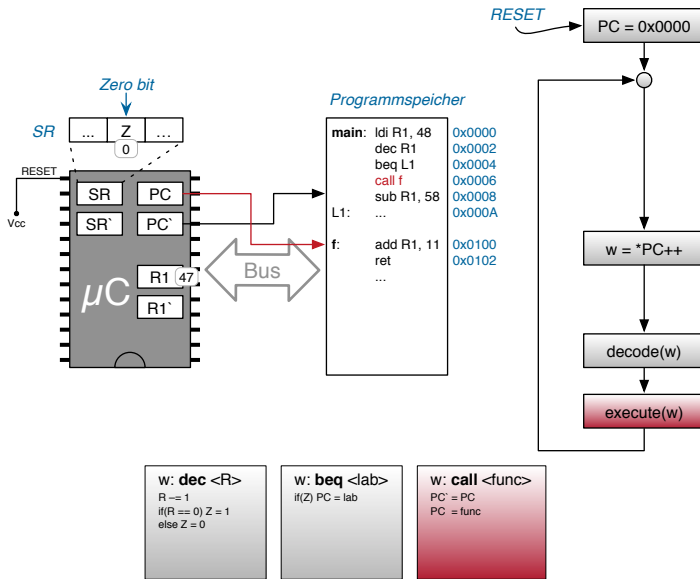 RESET
PC = 0x0000
Zero bit
SR
... Z ...
0
Programmspeicher
main: ldi R1, 48 0x0000
dec R1 0x0002
beq L1 0x0004
call f 0x0006
sub R1, 58 0x0008
L1: ... 0x000A
f: add R1, 11 0x0100
ret 0x0102
...
RESET
Vcc
SR PC
SR` PC`
R1 47
R1`
µC
Bus
w = *PC++
decode(w)
execute(w)
w: dec <R>
R -= 1
if(R == 0) Z = 1
else Z = 0
w: beq <lab>
if(Z) PC = lab
w: call <func>
PC` = PC
PC = func